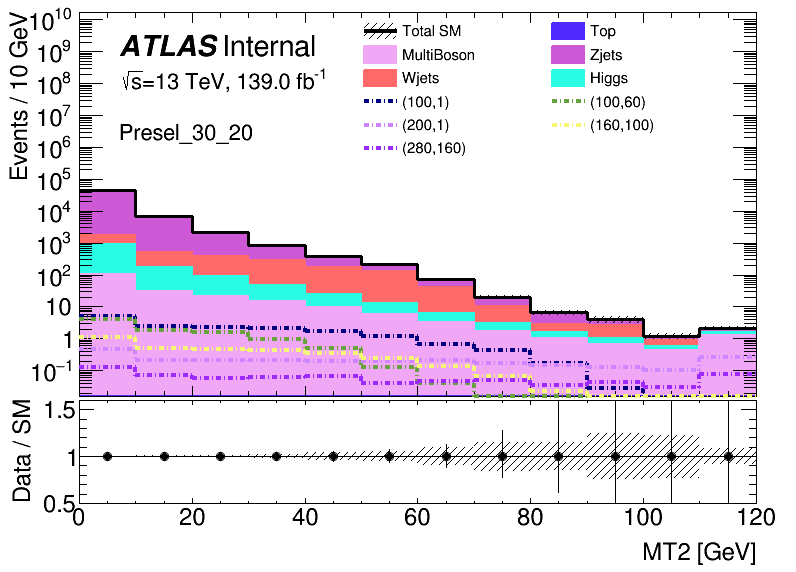 ATLAS Internal
√s=13 TeV, 139.0 fb⁻¹
Presel_30_20
Total SM
Top
MultiBoson
Zjets
Wjets
Higgs
(100,1)
(100,60)
(200,1)
(160,100)
(280,160)
Events / 10 GeV
10¹⁰
10⁹
10⁸
10⁷
10⁶
10⁵
10⁴
10³
10²
10
1
10⁻¹
Data / SM
1.5
1
0.5
0 20 40 60 80 100 120
MT2 [GeV]